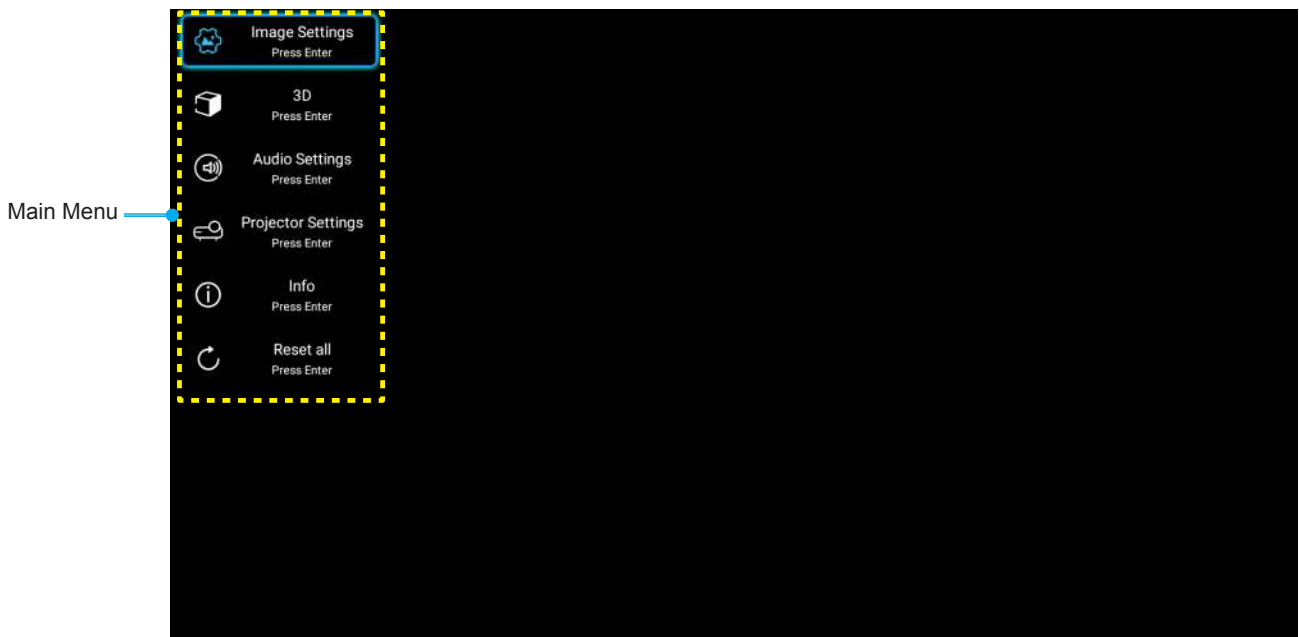 Main Menu
Image Settings
Press Enter
3D
Press Enter
Audio Settings
Press Enter
Projector Settings
Press Enter
Info
Press Enter
Reset all
Press Enter